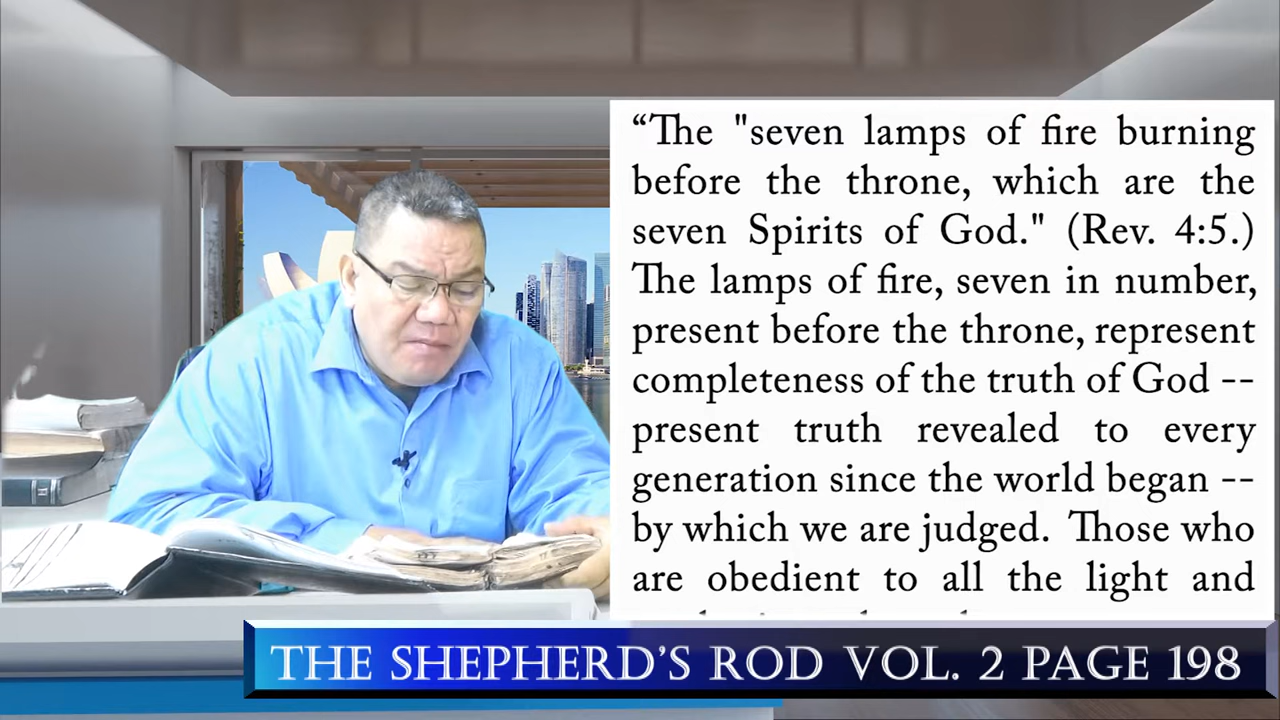 “The "seven lamps of fire burning
before the throne, which are the
seven Spirits of God." (Rev. 4:5.)
The lamps of fire, seven in number,
present before the throne, represent
completeness of the truth of God --
present truth revealed to every
generation since the world began --
by which we are judged. Those who
are obedient to all the light and
THE SHEPHERD’S ROD VOL. 2 PAGE 198